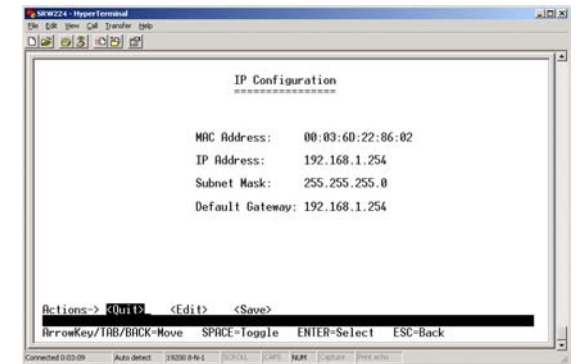 SRW224 - HyperTerminal
File Edit View Call Transfer Help
IP Configuration
================
MAC Address: 00:03:6D:22:86:02
IP Address: 192.168.1.254
Subnet Mask: 255.255.255.0
Default Gateway: 192.168.1.254
Actions-> <Quit> <Edit> <Save>
ArrowKey/TAB/BACK=Move SPACE=Toggle ENTER=Select ESC=Back
Connected 0:03:09 Auto detect 19200 8-N-1 SCROLL CAPS NUM Capture Print echo